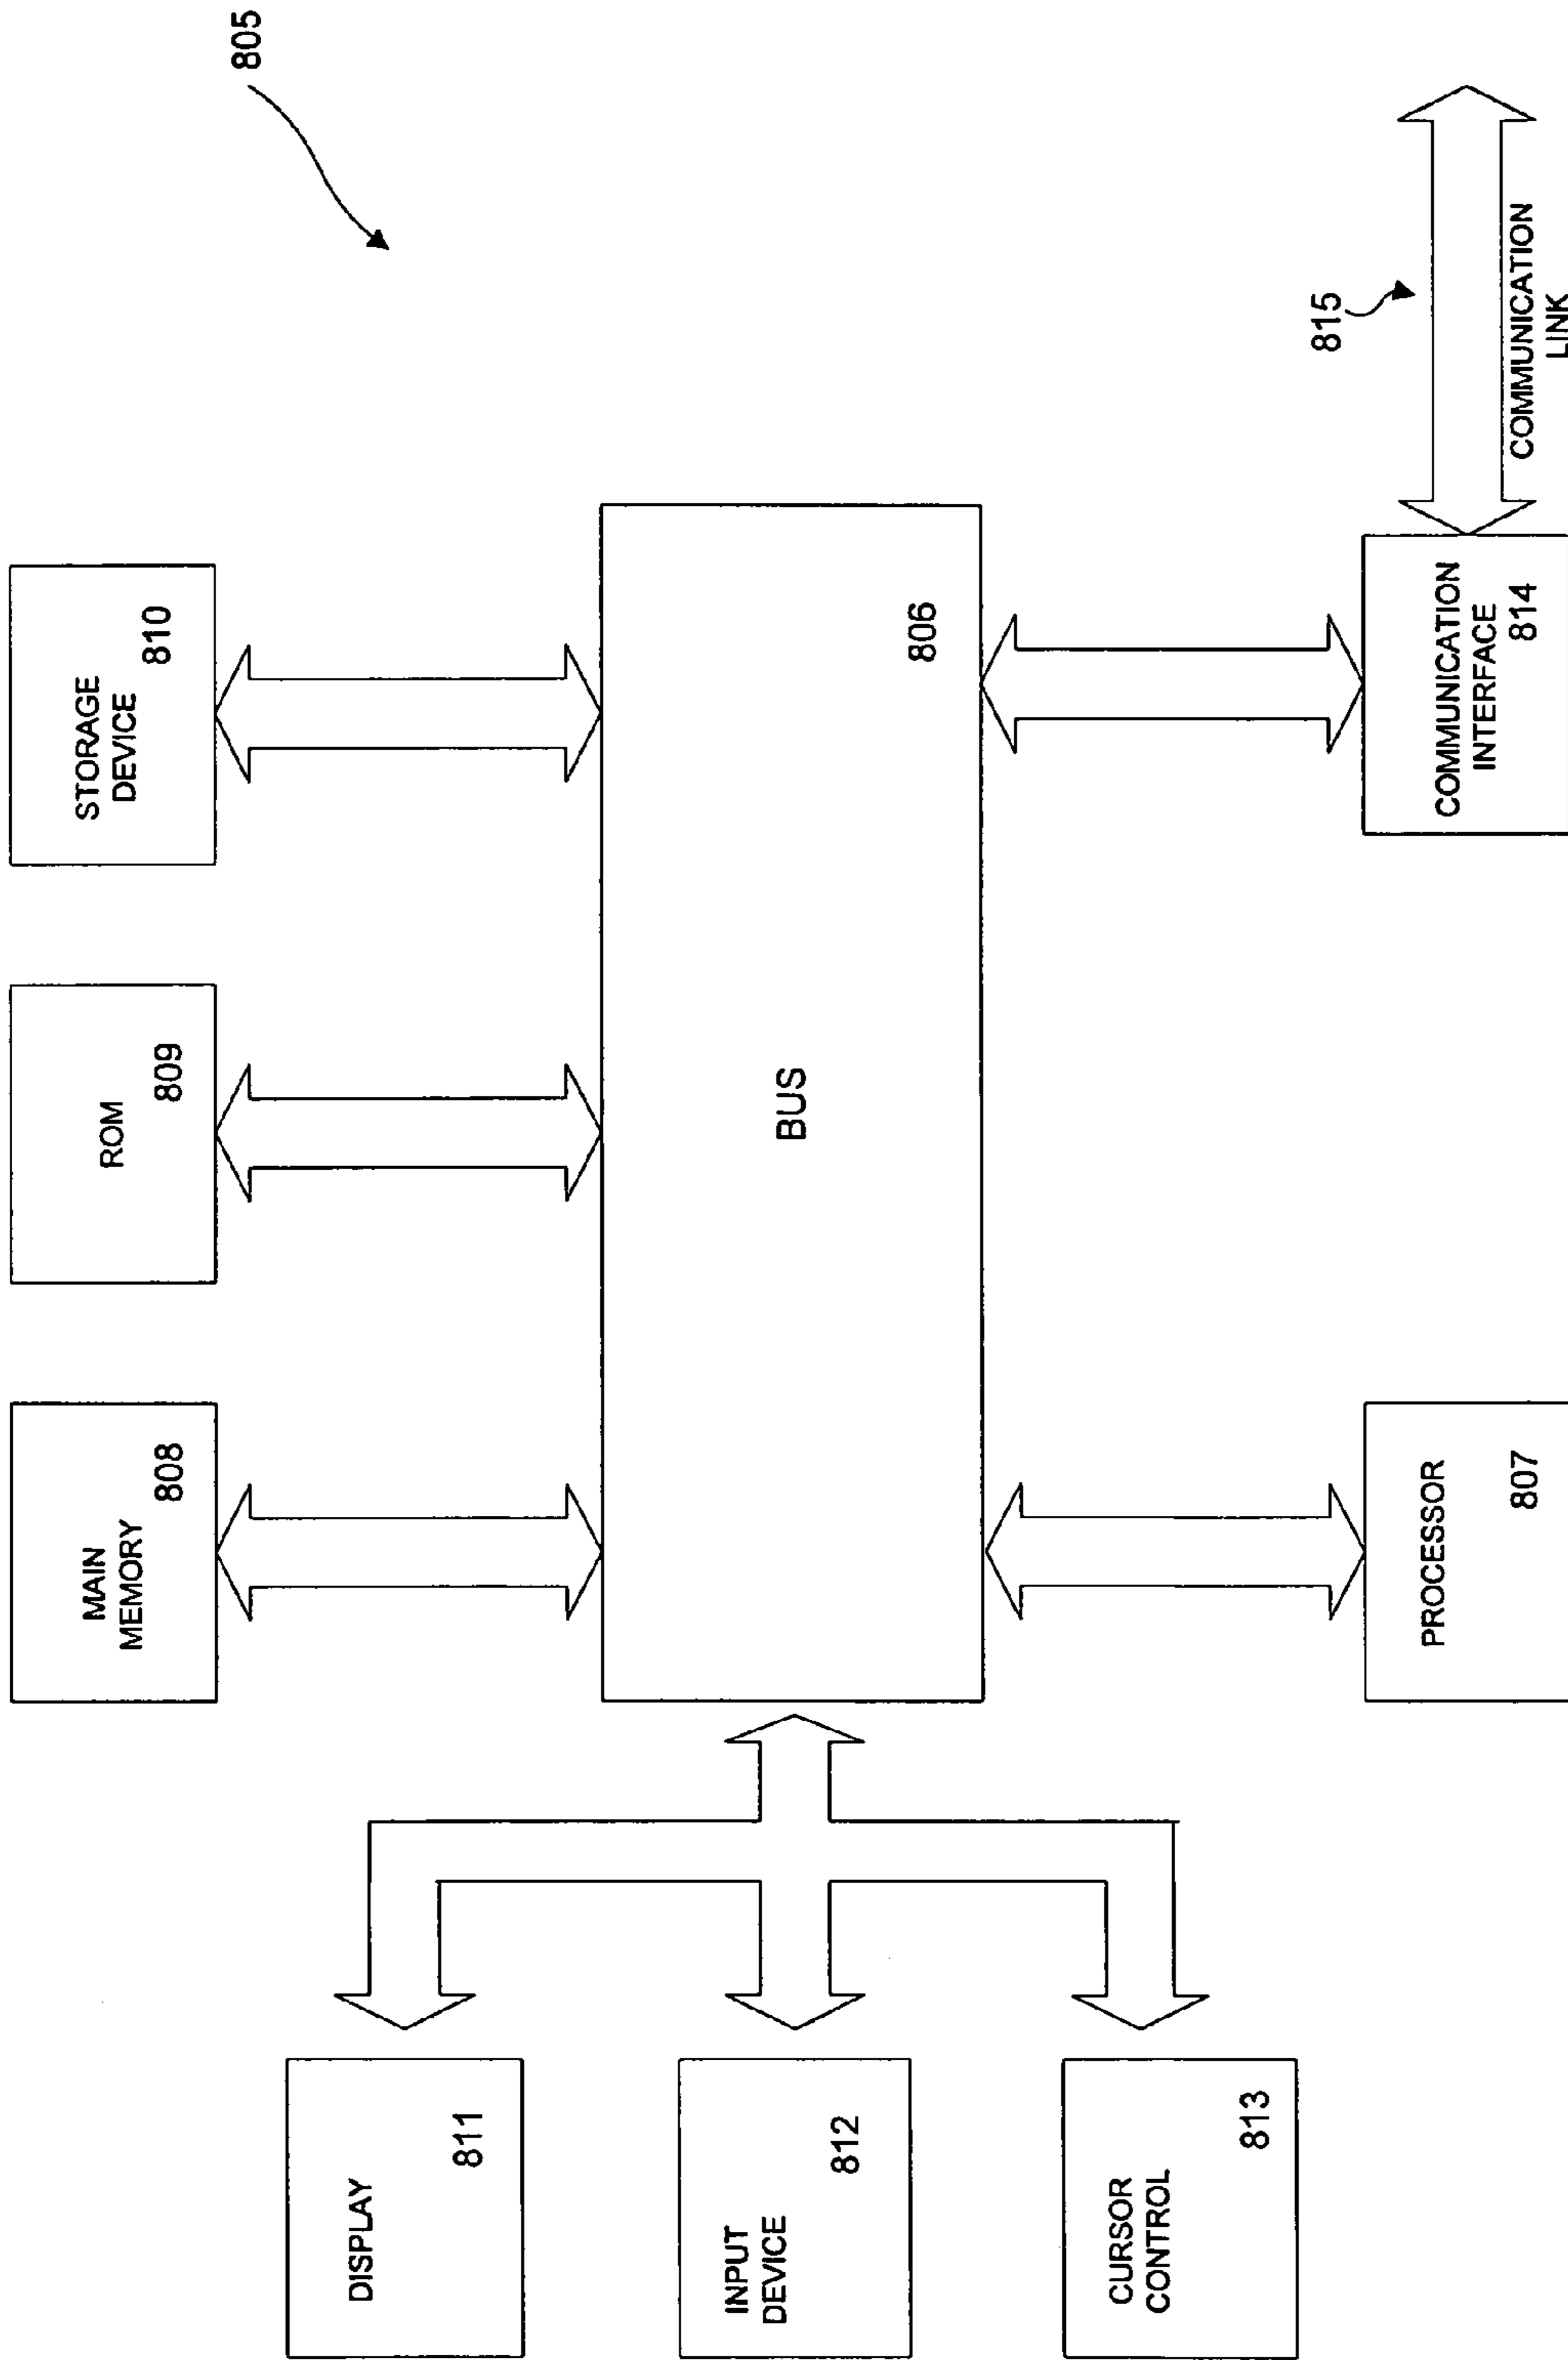 805
MAIN
MEMORY
808
ROM
809
STORAGE
DEVICE
810
DISPLAY
811
INPUT
DEVICE
812
CURSOR
CONTROL
813
BUS
806
PROCESSOR
807
COMMUNICATION
INTERFACE
814
815
COMMUNICATION
LINK